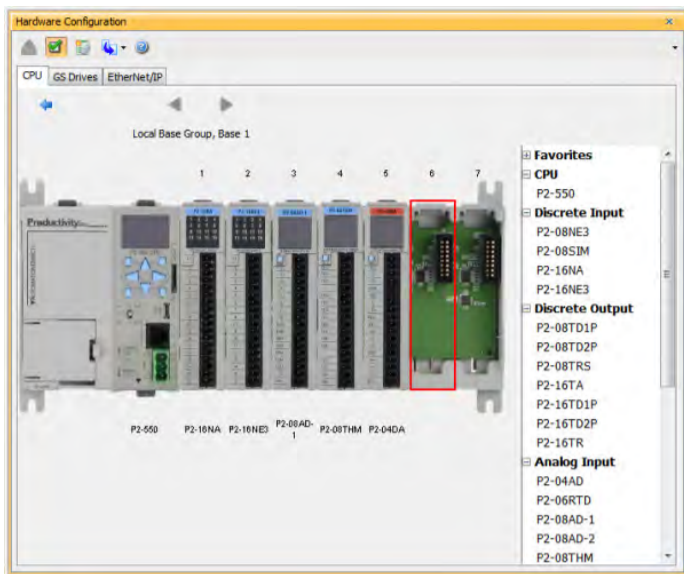 Hardware Configuration
CPU GS Drives EtherNet/IP
Local Base Group, Base 1
1 2 3 4 5 6 7
Productivity
P2-550 P2-16NA P2-16NE3 P2-08AD-1 P2-08THM P2-04DA
Favorites
CPU
P2-550
Discrete Input
P2-08NE3
P2-08SIM
P2-16NA
P2-16NE3
Discrete Output
P2-08TD1P
P2-08TD2P
P2-08TRS
P2-16TA
P2-16TD1P
P2-16TD2P
P2-16TR
Analog Input
P2-04AD
P2-06RTD
P2-08AD-1
P2-08AD-2
P2-08THM